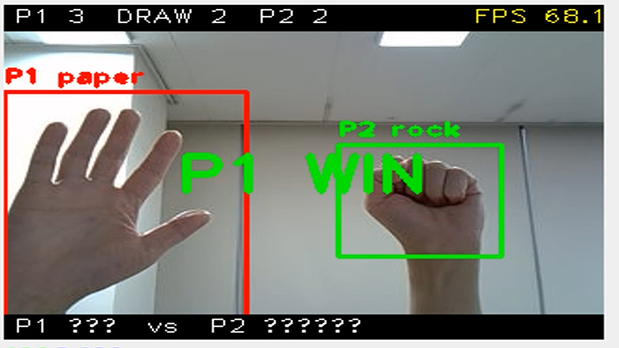 P1 3 DRAW 2 P2 2 FPS 68.1
P1 paper
P2 rock
P1 WIN
P1 ??? vs P2 ??????